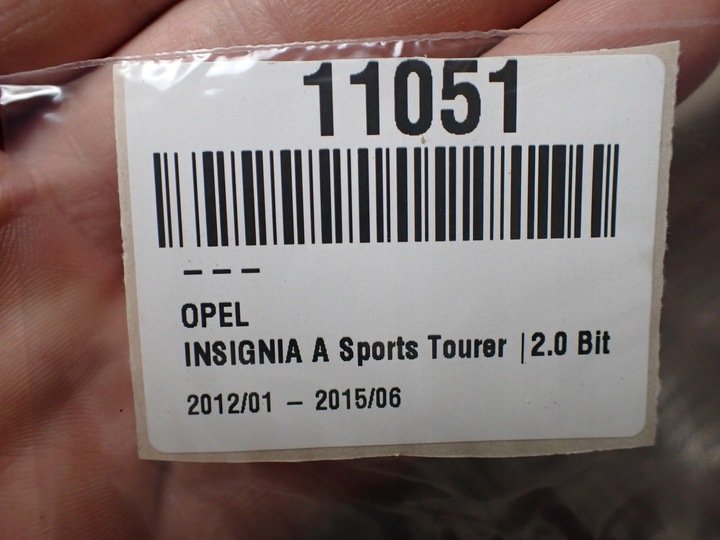 11051
– – –
OPEL
INSIGNIA A Sports Tourer |2.0 Bit
2012/01 – 2015/06